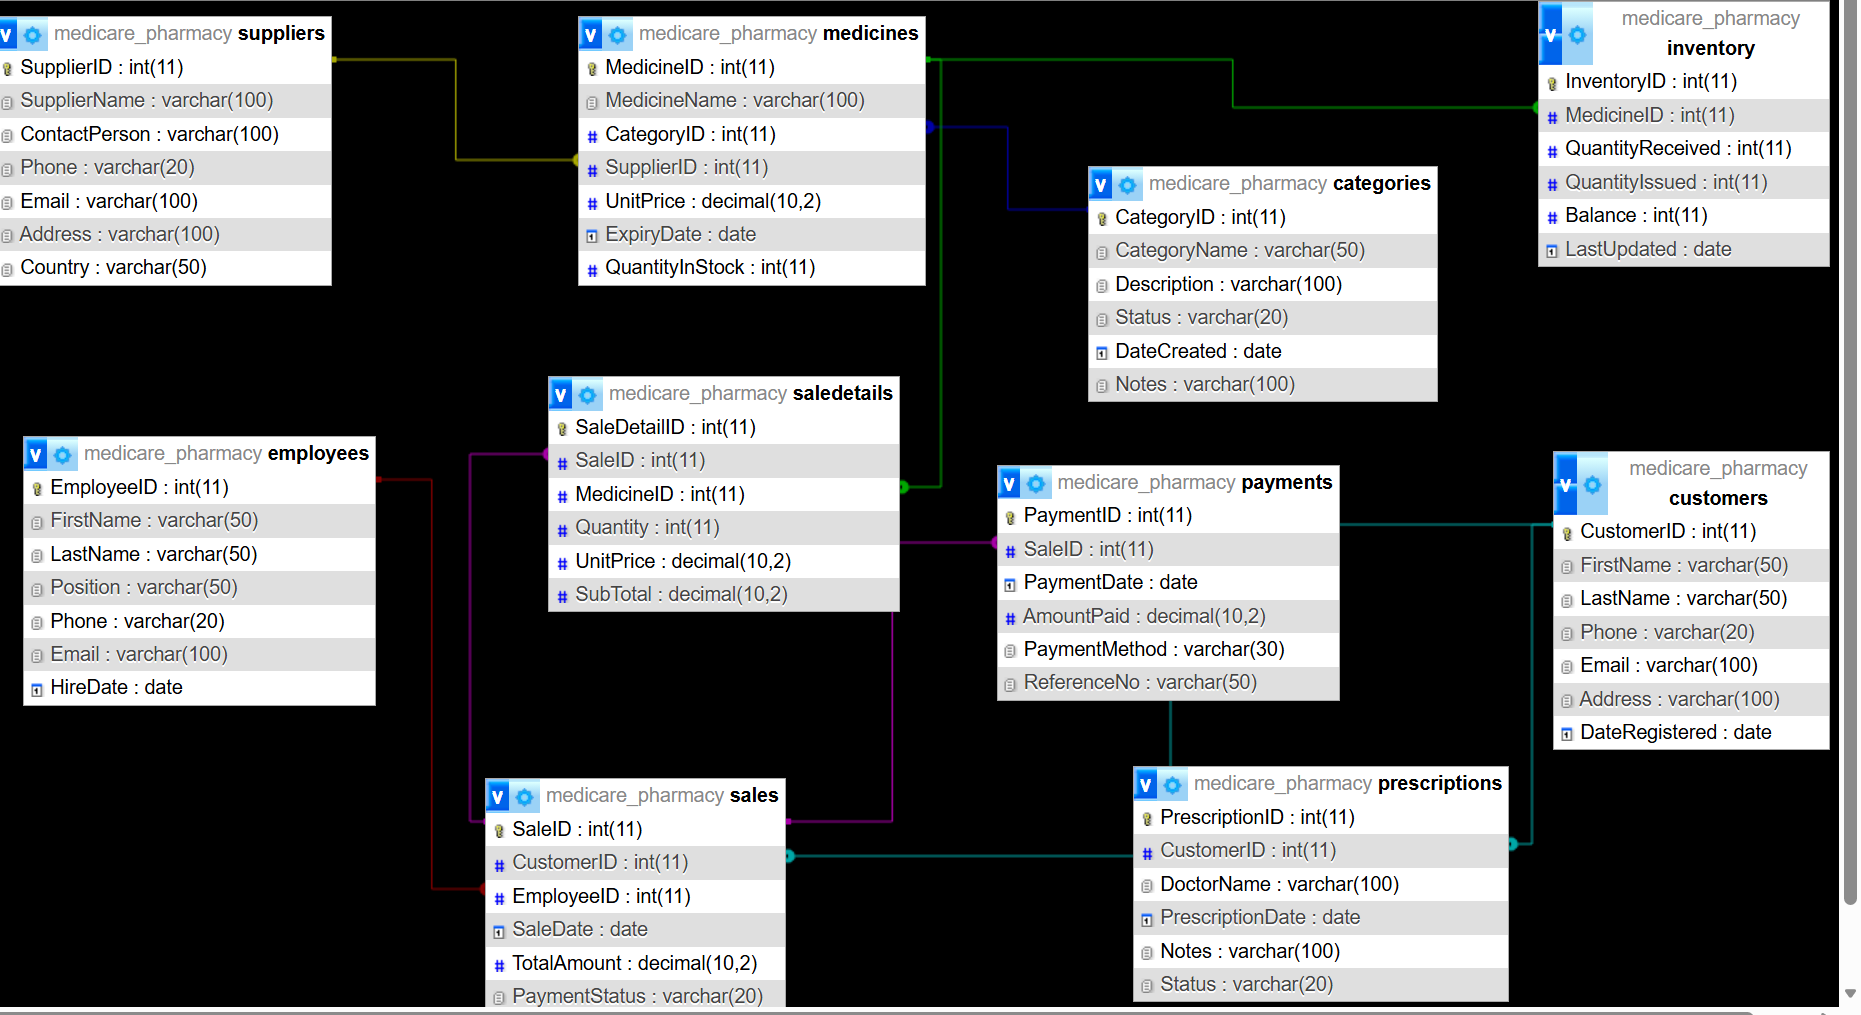 medicare_pharmacy suppliers
SupplierID : int(11)
SupplierName : varchar(100)
ContactPerson : varchar(100)
Phone : varchar(20)
Email : varchar(100)
Address : varchar(100)
Country : varchar(50)
medicare_pharmacy medicines
MedicineID : int(11)
MedicineName : varchar(100)
CategoryID : int(11)
SupplierID : int(11)
UnitPrice : decimal(10,2)
ExpiryDate : date
QuantityInStock : int(11)
medicare_pharmacy
inventory
InventoryID : int(11)
MedicineID : int(11)
QuantityReceived : int(11)
QuantityIssued : int(11)
Balance : int(11)
LastUpdated : date
medicare_pharmacy categories
CategoryID : int(11)
CategoryName : varchar(50)
Description : varchar(100)
Status : varchar(20)
DateCreated : date
Notes : varchar(100)
medicare_pharmacy saledetails
SaleDetailID : int(11)
SaleID : int(11)
MedicineID : int(11)
Quantity : int(11)
UnitPrice : decimal(10,2)
SubTotal : decimal(10,2)
medicare_pharmacy employees
EmployeeID : int(11)
FirstName : varchar(50)
LastName : varchar(50)
Position : varchar(50)
Phone : varchar(20)
Email : varchar(100)
HireDate : date
medicare_pharmacy payments
PaymentID : int(11)
SaleID : int(11)
PaymentDate : date
AmountPaid : decimal(10,2)
PaymentMethod : varchar(30)
ReferenceNo : varchar(50)
medicare_pharmacy
customers
CustomerID : int(11)
FirstName : varchar(50)
LastName : varchar(50)
Phone : varchar(20)
Email : varchar(100)
Address : varchar(100)
DateRegistered : date
medicare_pharmacy sales
SaleID : int(11)
CustomerID : int(11)
EmployeeID : int(11)
SaleDate : date
TotalAmount : decimal(10,2)
PaymentStatus : varchar(20)
medicare_pharmacy prescriptions
PrescriptionID : int(11)
CustomerID : int(11)
DoctorName : varchar(100)
PrescriptionDate : date
Notes : varchar(100)
Status : varchar(20)